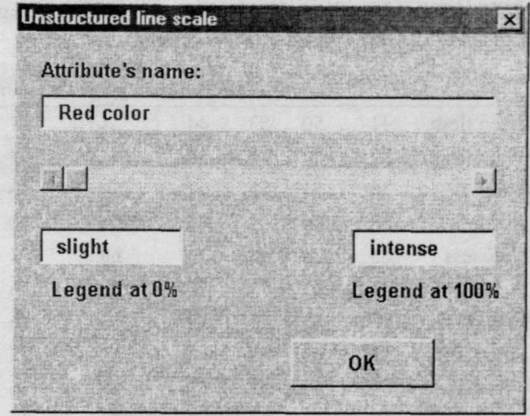 Unstructured line scale
Attribute's name:
Red color
slight
intense
Legend at 0%
Legend at 100%
OK